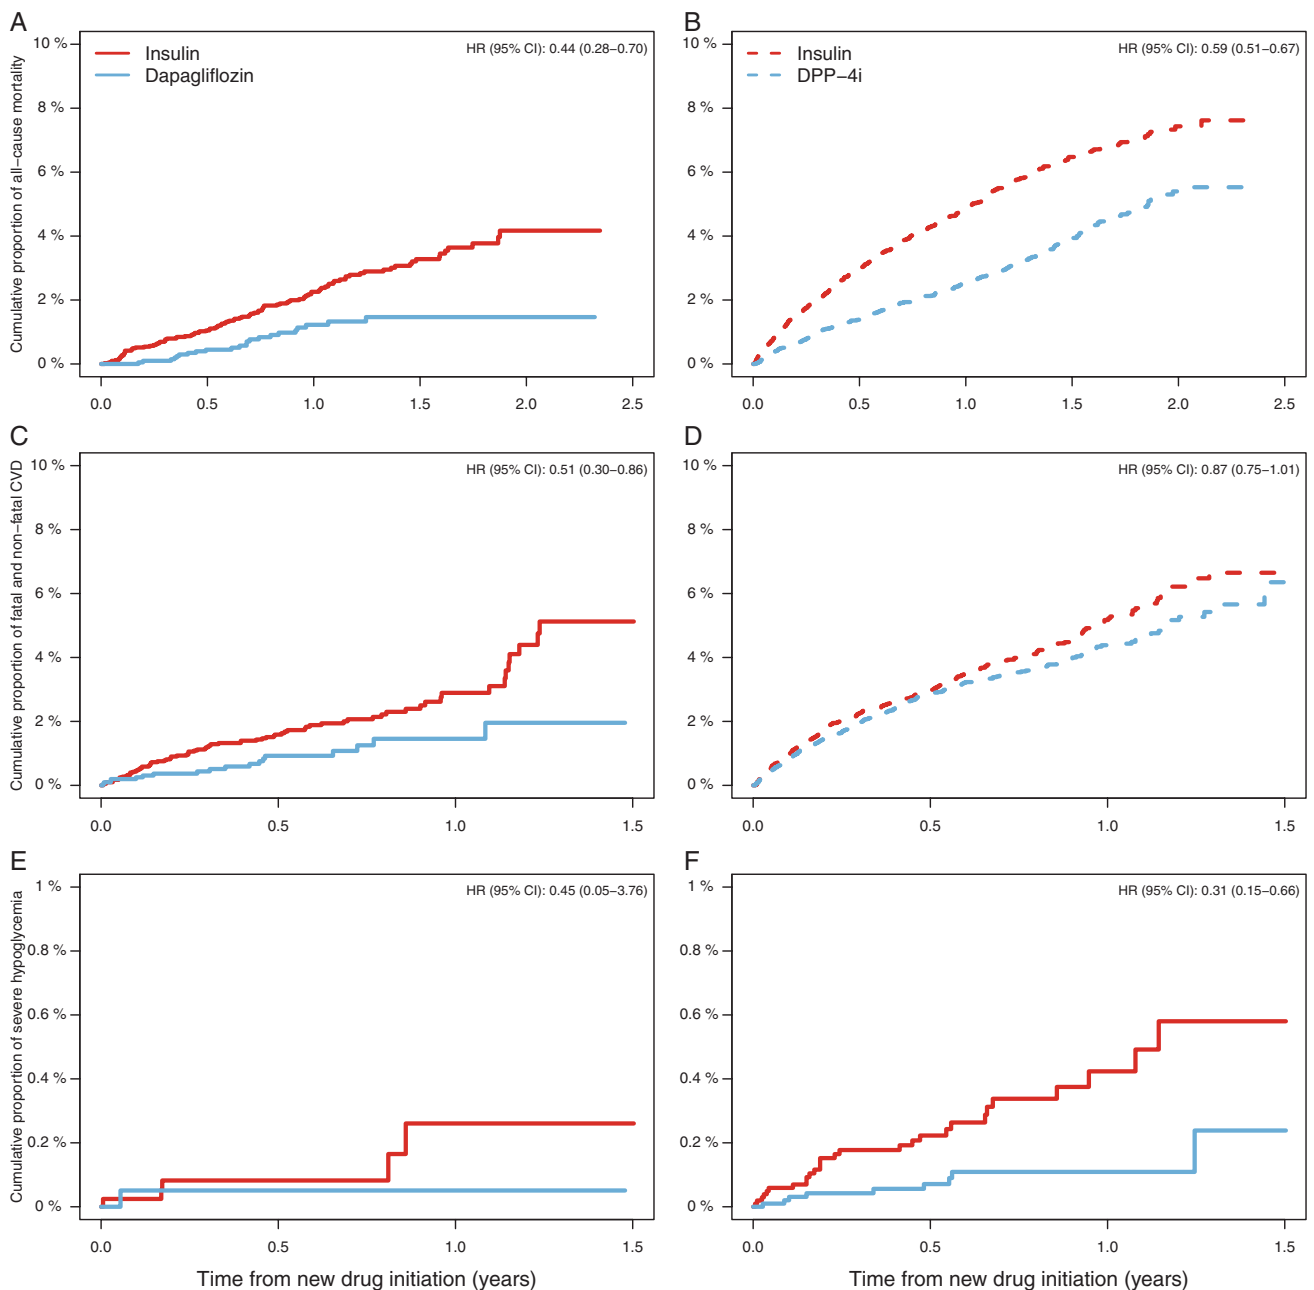 A
Cumulative proportion of all−cause mortality
10 %
8 %
6 %
4 %
2 %
0 %
Insulin
Dapagliflozin
HR (95% CI): 0.44 (0.28−0.70)
0.0 0.5 1.0 1.5 2.0 2.5
B
10 %
8 %
6 %
4 %
2 %
0 %
Insulin
DPP−4i
HR (95% CI): 0.59 (0.51−0.67)
0.0 0.5 1.0 1.5 2.0 2.5
C
Cumulative proportion of fatal and non−fatal CVD
10 %
8 %
6 %
4 %
2 %
0 %
HR (95% CI): 0.51 (0.30−0.86)
0.0 0.5 1.0 1.5
D
10 %
8 %
6 %
4 %
2 %
0 %
HR (95% CI): 0.87 (0.75−1.01)
0.0 0.5 1.0 1.5
E
Cumulative proportion of severe hypoglycemia
1 %
0.8 %
0.6 %
0.4 %
0.2 %
0 %
HR (95% CI): 0.45 (0.05−3.76)
0.0 0.5 1.0 1.5
Time from new drug initiation (years)
F
1 %
0.8 %
0.6 %
0.4 %
0.2 %
0 %
HR (95% CI): 0.31 (0.15−0.66)
0.0 0.5 1.0 1.5
Time from new drug initiation (years)